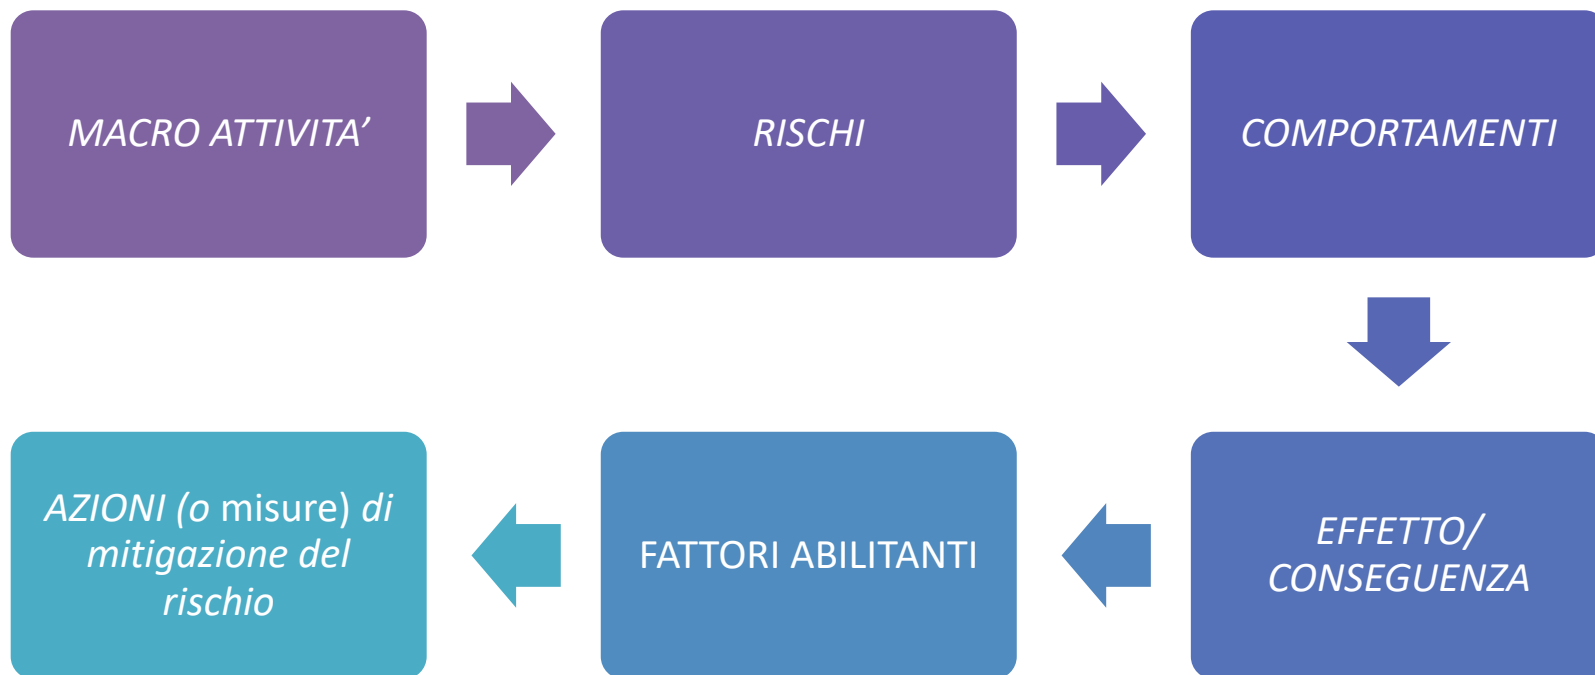 MACRO ATTIVITA’
RISCHI
COMPORTAMENTI
EFFETTO/
CONSEGUENZA
FATTORI ABILITANTI
AZIONI (o misure) di
mitigazione del
rischio